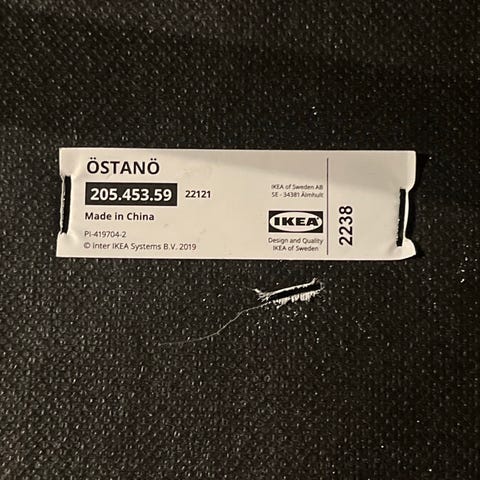 ÖSTANÖ
205.453.59 22121
Made in China
PI-419704-2
© Inter IKEA Systems B.V. 2019
IKEA of Sweden AB
SE - 34381 Älmhult
IKEA
Design and Quality
IKEA of Sweden
2238